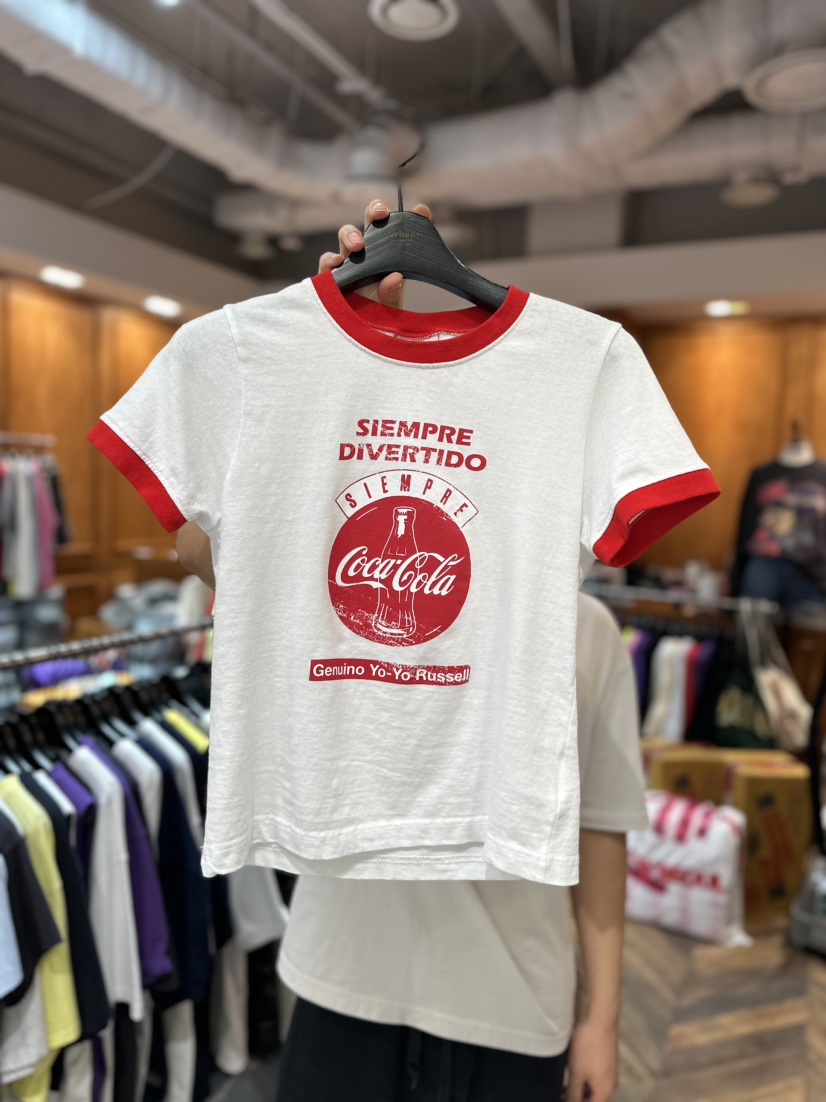 SIEMPRE
DIVERTIDO
SIEMPRE
Coca-Cola
Genuino Yo-Yo Russell